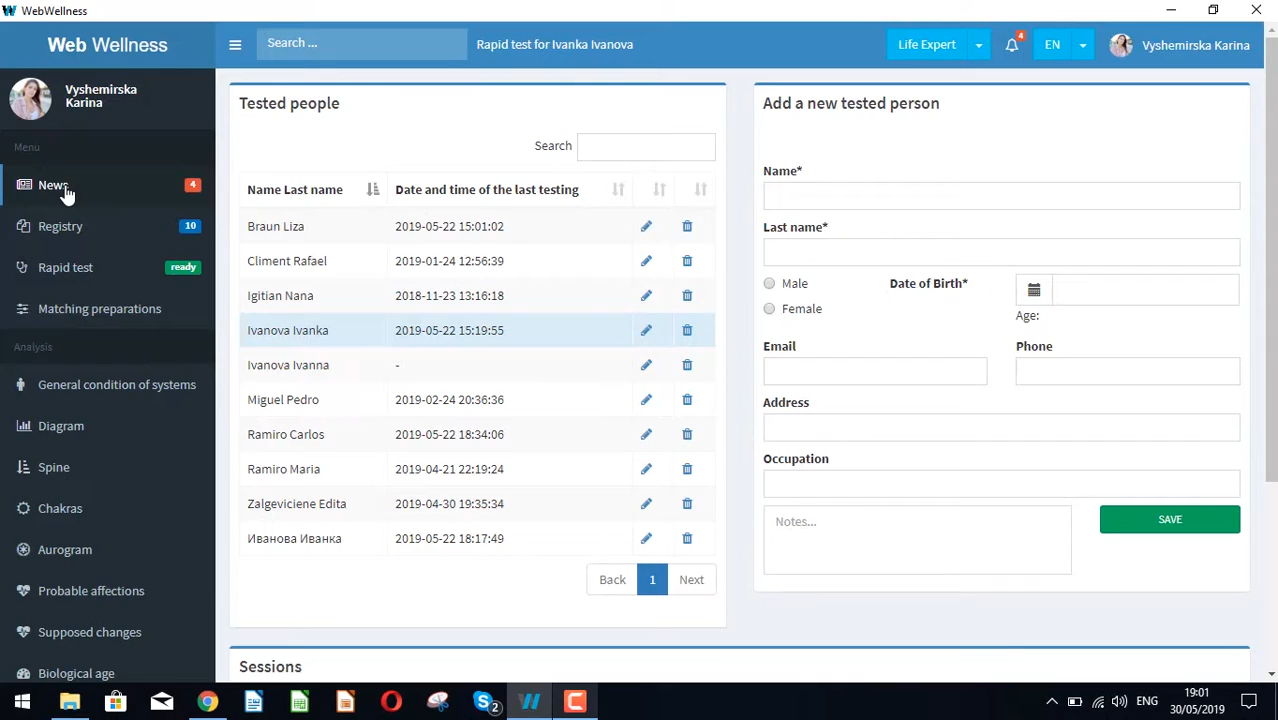 WebWellness
Web Wellness
Search ...
Rapid test for Ivanka Ivanova
Life Expert
4
EN
Vyshemirska Karina
Vyshemirska
Karina
Menu
News
4
Registry
10
Rapid test
ready
Matching preparations
Analysis
General condition of systems
Diagram
Spine
Chakras
Aurogram
Probable affections
Supposed changes
Biological age
Tested people
Search
Name Last name
Date and time of the last testing
Braun Liza
2019-05-22 15:01:02
Climent Rafael
2019-01-24 12:56:39
Igitian Nana
2018-11-23 13:16:18
Ivanova Ivanka
2019-05-22 15:19:55
Ivanova Ivanna
-
Miguel Pedro
2019-02-24 20:36:36
Ramiro Carlos
2019-05-22 18:34:06
Ramiro Maria
2019-04-21 22:19:24
Zalgeviciene Edita
2019-04-30 19:35:34
Иванова Иванка
2019-05-22 18:17:49
Back
1
Next
Sessions
Add a new tested person
Name*
Last name*
Male
Female
Date of Birth*
Age:
Email
Phone
Address
Occupation
Notes...
SAVE
2
ENG
19:01
30/05/2019